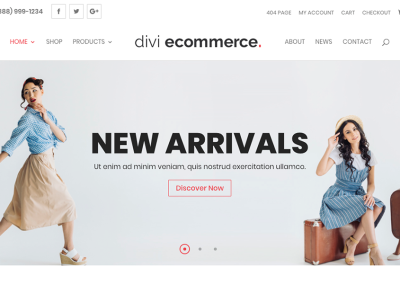 (888) 999-1234
404 PAGE MY ACCOUNT CART CHECKOUT
HOME SHOP PRODUCTS divi ecommerce. ABOUT NEWS CONTACT
NEW ARRIVALS
Ut enim ad minim veniam, quis nostrud exercitation ullamco.
Discover Now